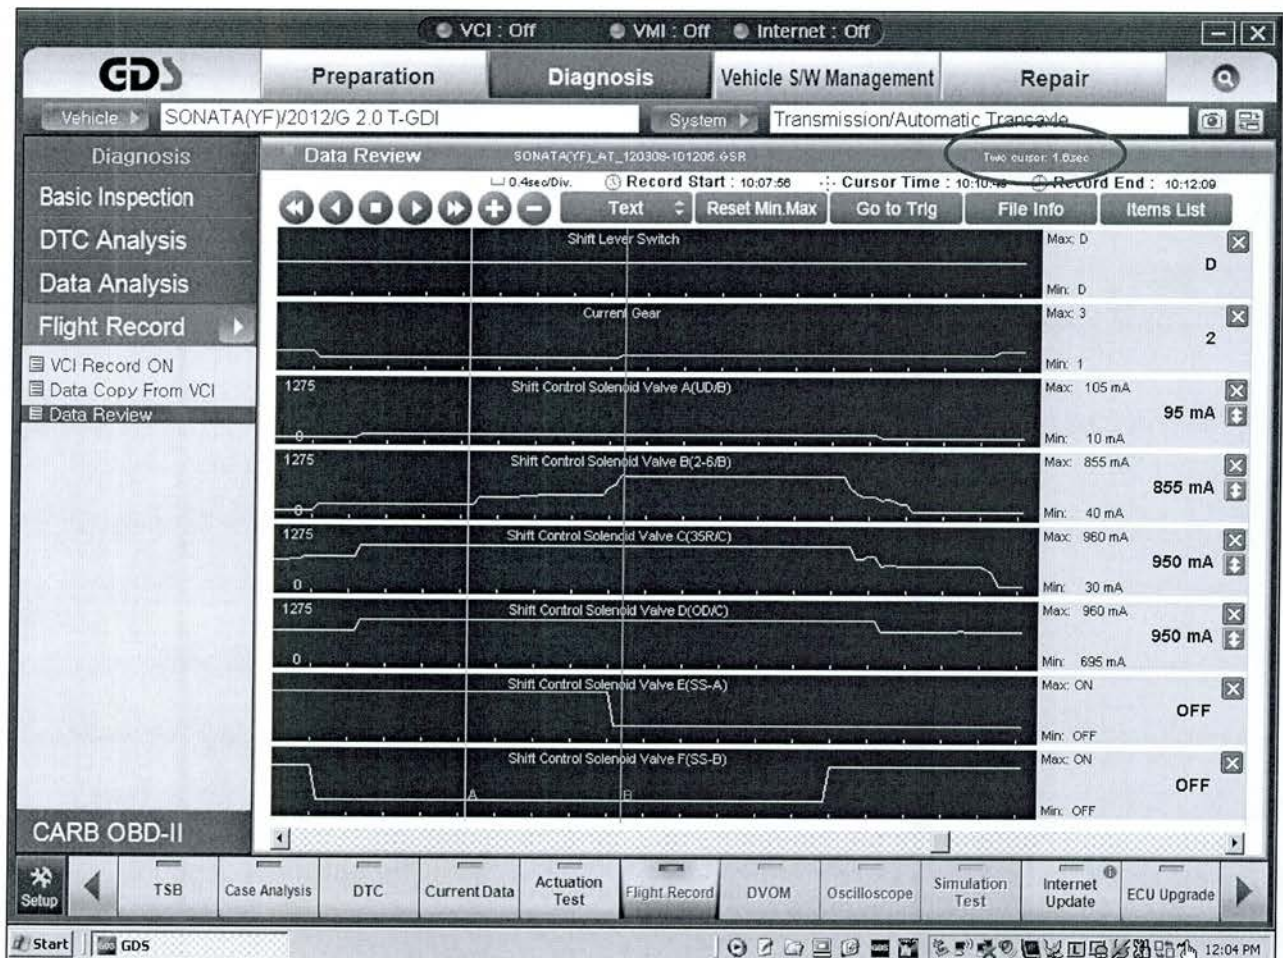 VCI : Off VMI : Off Internet : Off
GDS Preparation Diagnosis Vehicle S/W Management Repair
Vehicle SONATA(YF)/2012/G 2.0 T-GDI System Transmission/Automatic Transaxle
Diagnosis
Data Review SONATA(YF)_AT_120308-101206.GSR Two cursor: 1.6sec
0.4sec/Div. Record Start : 10:07:56 Cursor Time : Record End : 10:12:09
Text Reset Min.Max Go to Trig File Info Items List
Basic Inspection
DTC Analysis
Data Analysis
Flight Record
VCI Record ON
Data Copy From VCI
Data Review
CARB OBD-II
Shift Lever Switch Max: D
D
Min: D
Current Gear Max: 3
2
Min: 1
1275 Shift Control Solenoid Valve A(UD/B) Max: 105 mA
95 mA
0 Min: 10 mA
1275 Shift Control Solenoid Valve B(2-6/B) Max: 855 mA
855 mA
0 Min: 40 mA
1275 Shift Control Solenoid Valve C(35R/C) Max: 960 mA
950 mA
0 Min: 30 mA
1275 Shift Control Solenoid Valve D(OD/C) Max: 960 mA
950 mA
0 Min: 695 mA
Shift Control Solenoid Valve E(SS-A) Max: ON
OFF
Min: OFF
Shift Control Solenoid Valve F(SS-B) Max: ON
OFF
A B
Min: OFF
Setup TSB Case Analysis DTC Current Data Actuation Test Flight Record DVOM Oscilloscope Simulation Test Internet Update ECU Upgrade
Start GDS 12:04 PM